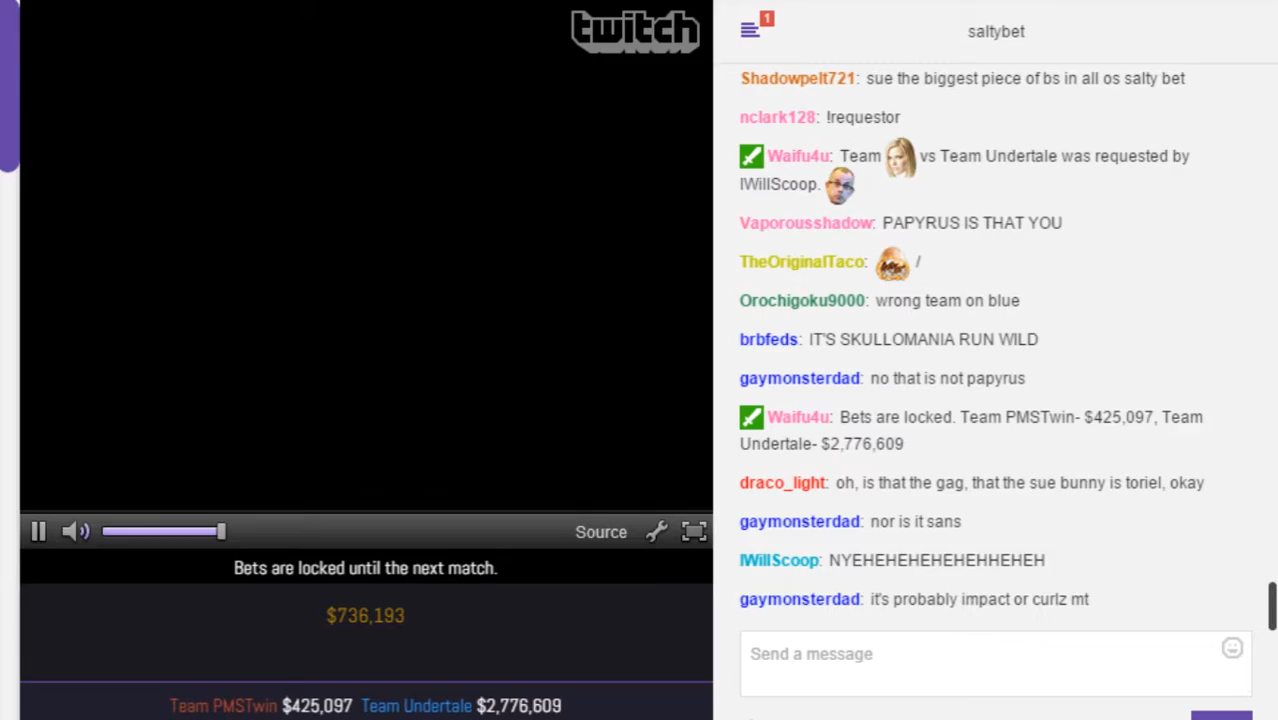 twitch
1
saltybet
Shadowpelt721: sue the biggest piece of bs in all os salty bet
nclark128: !requestor
Waifu4u: Team vs Team Undertale was requested by
IWillScoop.
Vaporousshadow: PAPYRUS IS THAT YOU
TheOriginalTaco: /
Orochigoku9000: wrong team on blue
brbfeds: IT'S SKULLOMANIA RUN WILD
gaymonsterdad: no that is not papyrus
Waifu4u: Bets are locked. Team PMSTwin- $425,097, Team
Undertale- $2,776,609
draco_light: oh, is that the gag, that the sue bunny is toriel, okay
gaymonsterdad: nor is it sans
IWillScoop: NYEHEHEHEHEHEHHEHEH
gaymonsterdad: it's probably impact or curlz mt
Send a message
Source
Bets are locked until the next match.
$736,193
Team PMSTwin $425,097 Team Undertale $2,776,609